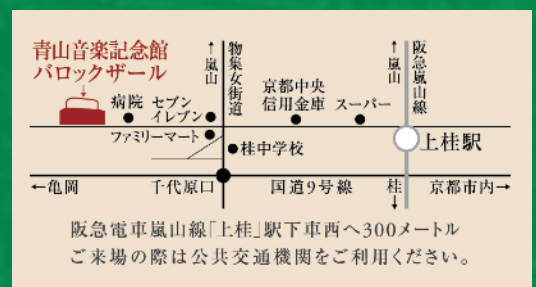 青山音楽記念館
バロックザール
↑嵐山
物集女街道
↑嵐山
阪急嵐山線
病院
セブン
イレブン
京都中央
信用金庫
スーパー
ファミリーマート
桂中学校
上桂駅
←亀岡
千代原口
国道9号線
桂↓
京都市内→
阪急電車嵐山線「上桂」駅下車西へ300メートル
ご来場の際は公共交通機関をご利用ください。